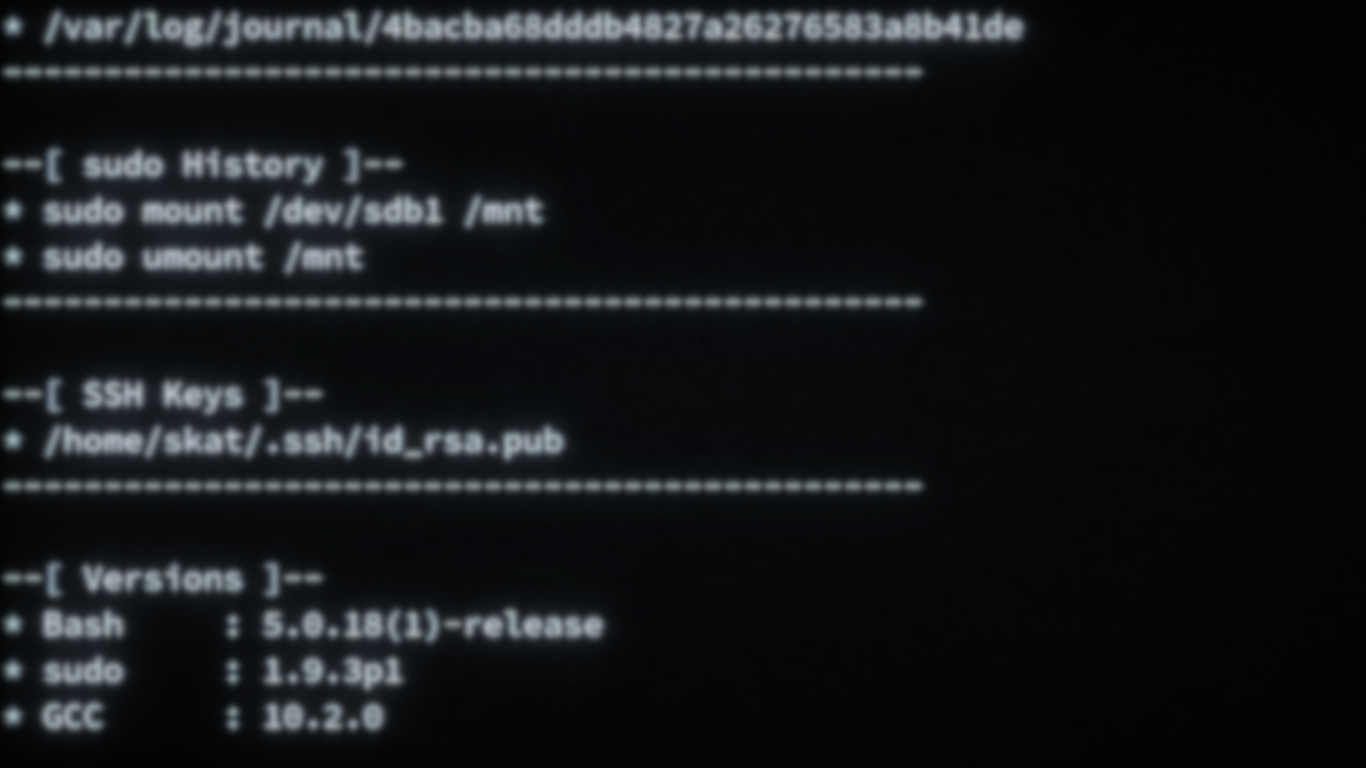 * /var/log/journal/4bacba68dddb4827a26276583a8b41de
----------------------------------------------
--[ sudo History ]--
* sudo mount /dev/sdb1 /mnt
* sudo umount /mnt
----------------------------------------------
--[ SSH Keys ]--
* /home/skat/.ssh/id_rsa.pub
----------------------------------------------
--[ Versions ]--
* Bash     : 5.0.18(1)-release
* sudo     : 1.9.3p1
* GCC      : 10.2.0